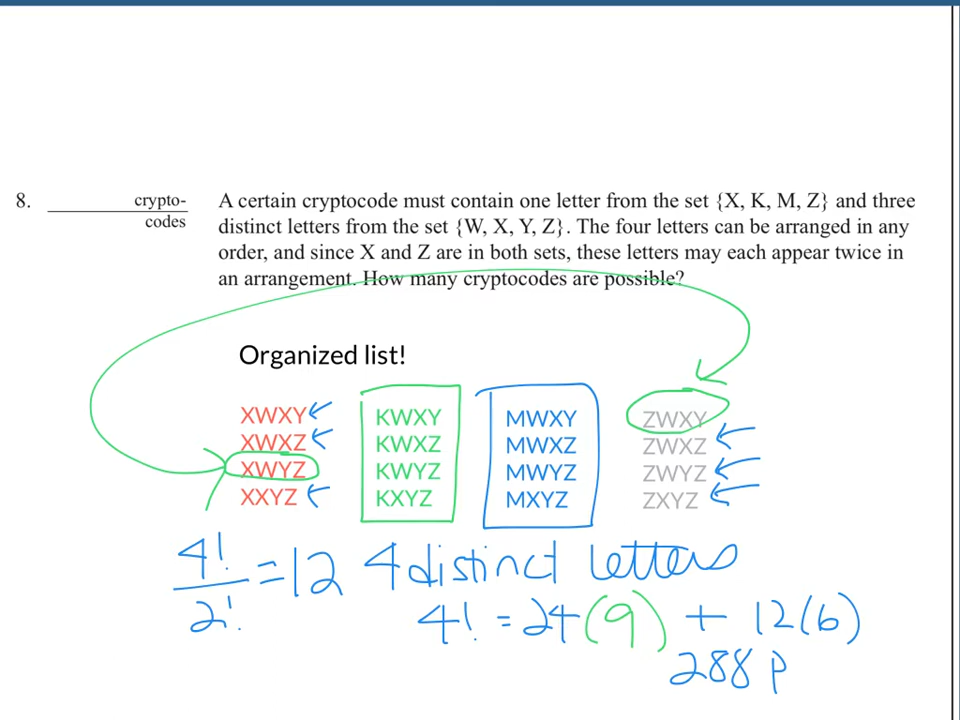 8. crypto-codes A certain cryptocode must contain one letter from the set {X, K, M, Z} and three
distinct letters from the set {W, X, Y, Z}. The four letters can be arranged in any
order, and since X and Z are in both sets, these letters may each appear twice in
an arrangement. How many cryptocodes are possible?
Organized list!
XWXY KWXY MWXY ZWXY
XWXZ KWXZ MWXZ ZWXZ
XWYZ KWYZ MWYZ ZWYZ
XXYZ KXYZ MXYZ ZXYZ
4!/2! = 12 4 distinct letters
4! = 24(9) + 12(6)
288 p